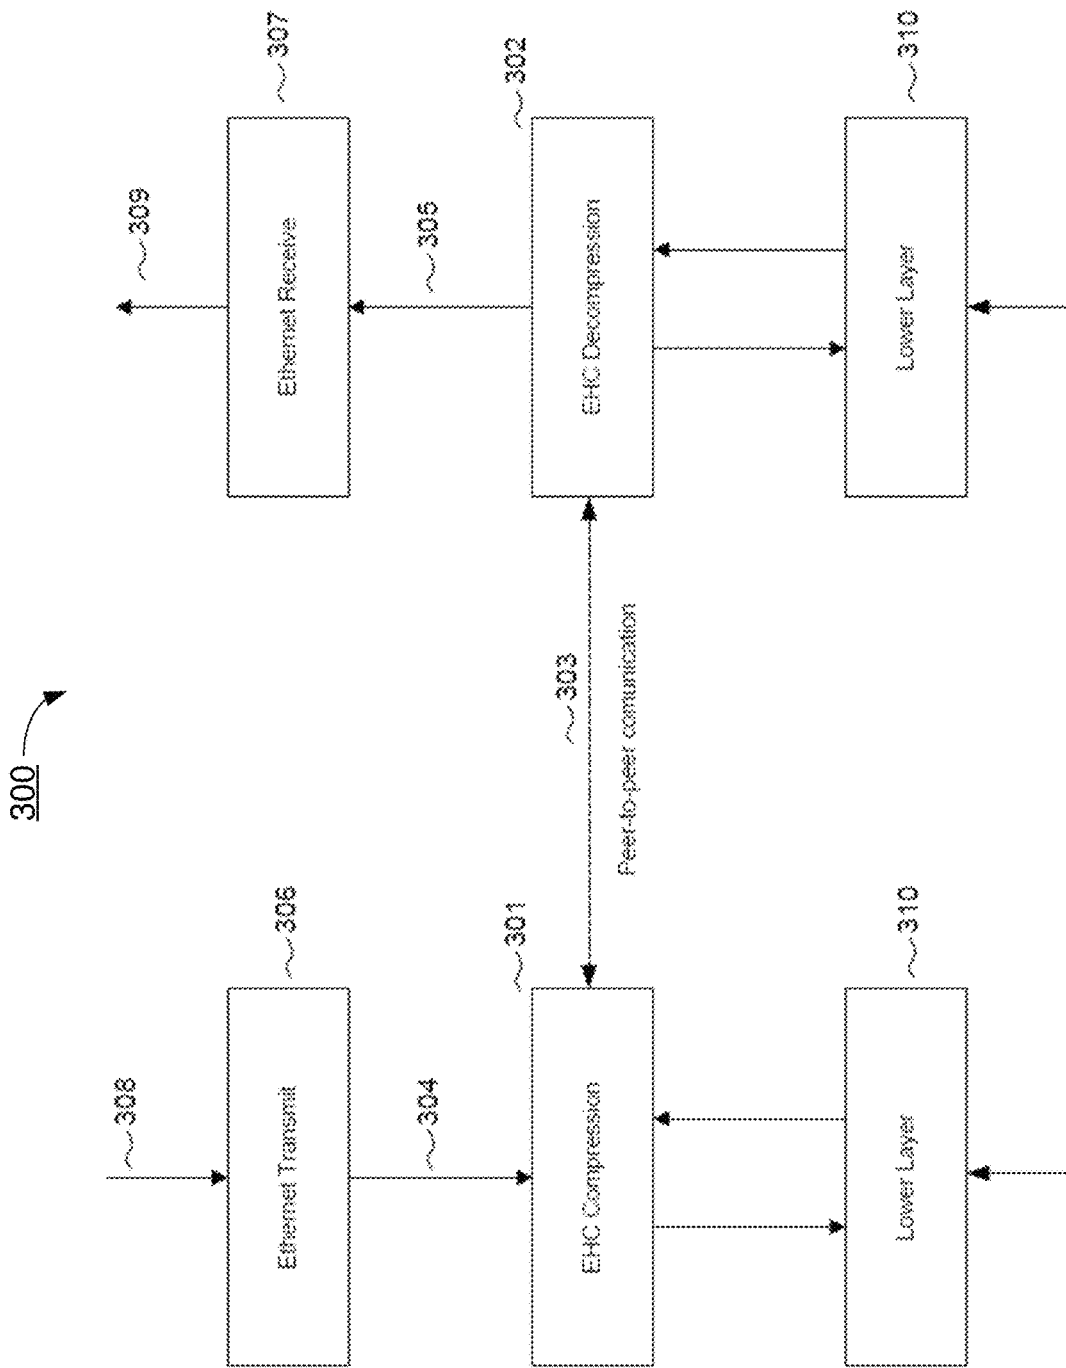 300
308
309
Ethernet Transmit
306
Ethernet Receive
307
304
305
301
302
303
EHC Compression
EHC Decompression
Peer-to-peer comunication
Lower Layer
310
Lower Layer
310